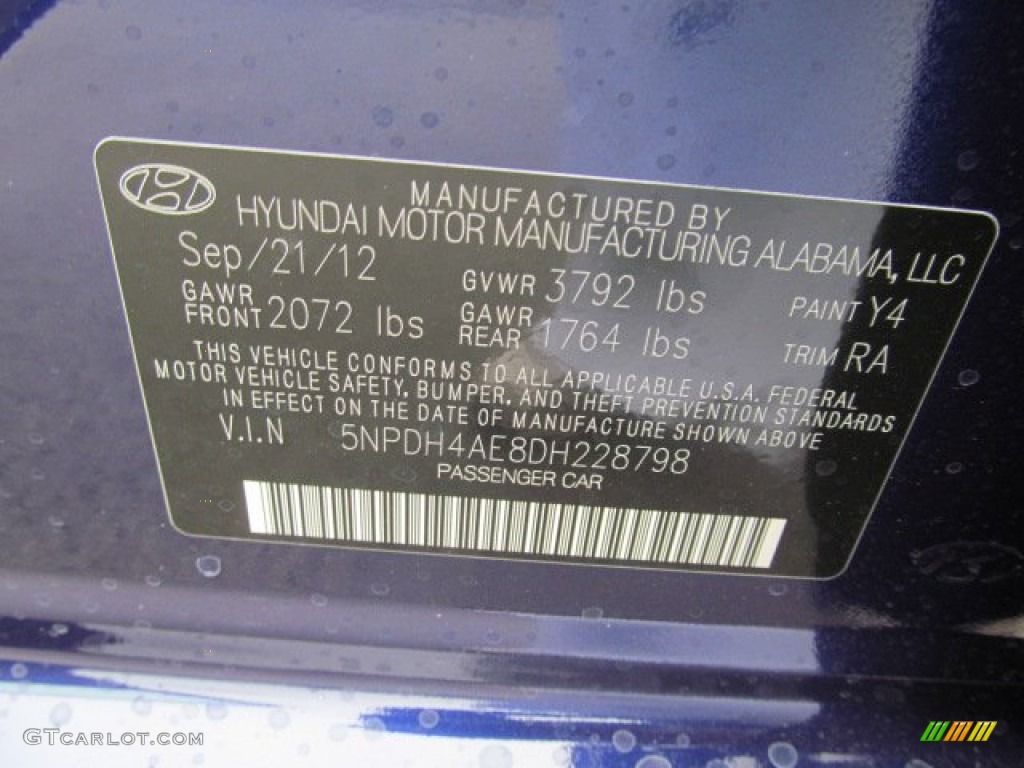 MANUFACTURED BY
HYUNDAI MOTOR MANUFACTURING ALABAMA, LLC
Sep/21/12 GVWR 3792 lbs PAINT Y4
GAWR FRONT 2072 lbs GAWR REAR 1764 lbs TRIM RA
THIS VEHICLE CONFORMS TO ALL APPLICABLE U.S.A. FEDERAL
MOTOR VEHICLE SAFETY, BUMPER, AND THEFT PREVENTION STANDARDS
IN EFFECT ON THE DATE OF MANUFACTURE SHOWN ABOVE
V.I.N 5NPDH4AE8DH228798
PASSENGER CAR
GTCARLOT.COM